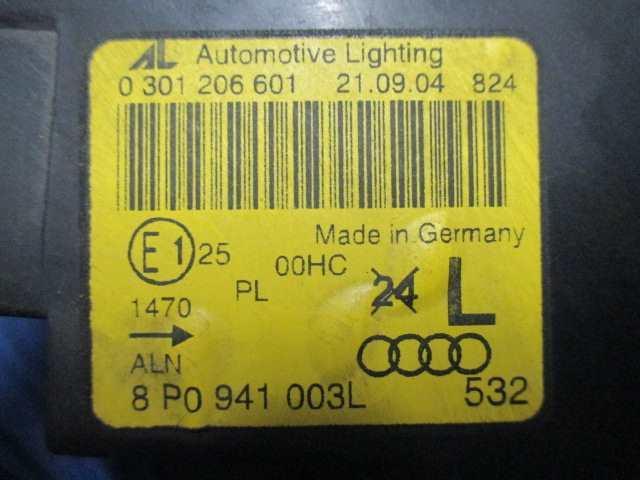 AL Automotive Lighting
0 301 206 601 21.09.04 824
Made in Germany
E1 25
00HC
PL
24 L
1470
ALN
8 P0 941 003L 532